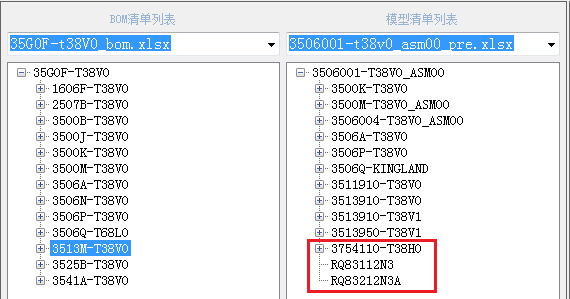 BOM清单列表
35G0F-t38V0_bom.xlsx
35G0F-T38V0
1606F-T38V0
2507B-T38V0
3500B-T38V0
3500J-T38V0
3500K-T38V0
3500M-T38V0
3506A-T38V0
3506N-T38V0
3506P-T38V0
3506Q-T68L0
3513M-T38V0
3525B-T38V0
3541A-T38V0
模型清单列表
3506001-t38v0_asm00_pre.xlsx
3506001-T38V0_ASM00
3500K-T38V0
3500M-T38V0_ASM00
3506004-T38V0_ASM00
3506A-T38V0
3506P-T38V0
3506Q-KINGLAND
3511910-T38V0
3513910-T38V0
3513910-T38V1
3513950-T38V1
3754110-T38H0
RQ83112N3
RQ83212N3A